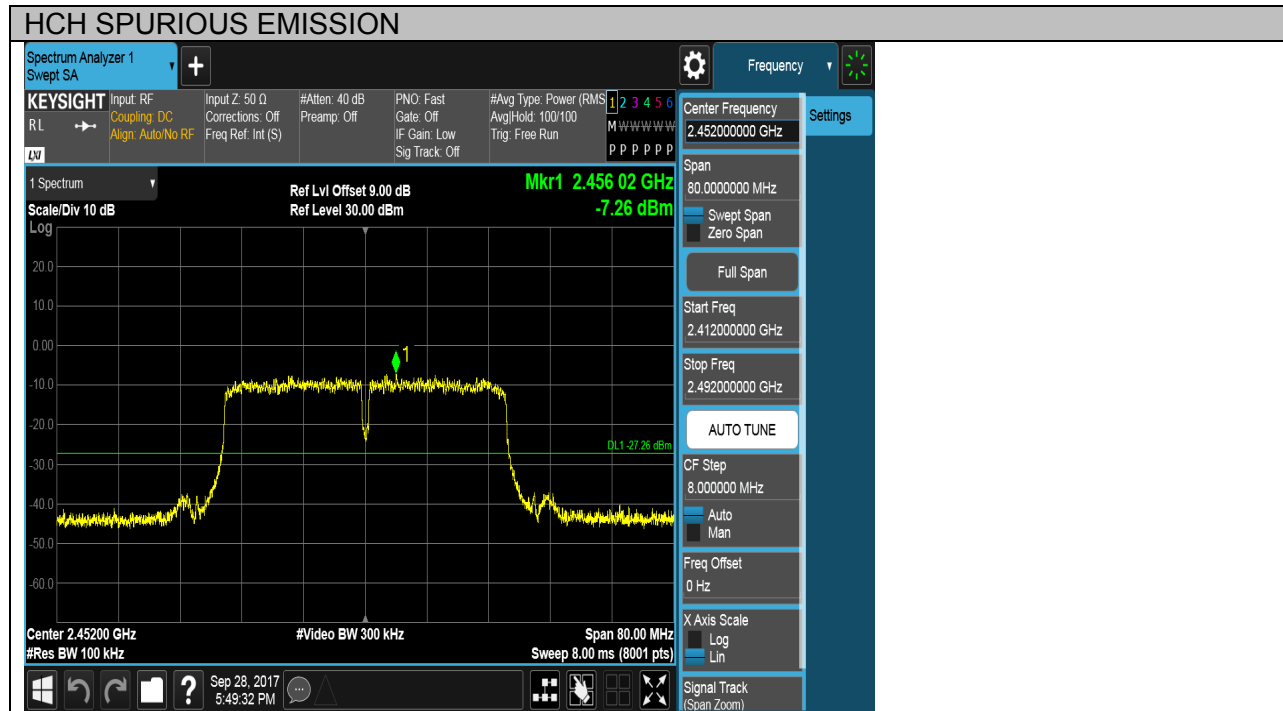 HCH SPURIOUS EMISSION
Spectrum Analyzer 1
Swept SA
Frequency
KEYSIGHT
RL
LXI
Input: RF
Coupling: DC
Align: Auto/No RF
Input Z: 50 Ω
Corrections: Off
Freq Ref: Int (S)
#Atten: 40 dB
Preamp: Off
PNO: Fast
Gate: Off
IF Gain: Low
Sig Track: Off
#Avg Type: Power (RMS
Avg|Hold: 100/100
Trig: Free Run
1 2 3 4 5 6
M W W W W W
P P P P P P
1 Spectrum
Scale/Div 10 dB
Log
Ref Lvl Offset 9.00 dB
Ref Level 30.00 dBm
Mkr1 2.456 02 GHz
-7.26 dBm
20.0
10.0
0.00
-10.0
-20.0
-30.0
-40.0
-50.0
-60.0
1
DL1 -27.26 dBm
Center 2.45200 GHz
#Res BW 100 kHz
#Video BW 300 kHz
Span 80.00 MHz
Sweep 8.00 ms (8001 pts)
Center Frequency
2.452000000 GHz
Settings
Span
80.0000000 MHz
Swept Span
Zero Span
Full Span
Start Freq
2.412000000 GHz
Stop Freq
2.492000000 GHz
AUTO TUNE
CF Step
8.000000 MHz
Auto
Man
Freq Offset
0 Hz
X Axis Scale
Log
Lin
Signal Track
(Span Zoom)
?
Sep 28, 2017
5:49:32 PM